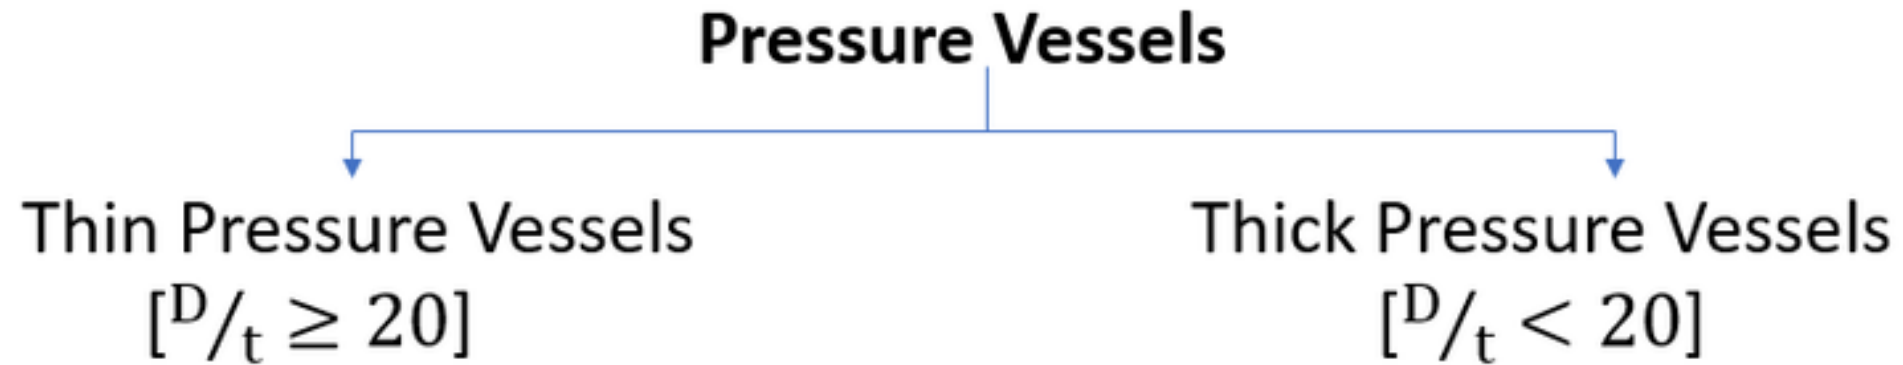 Pressure Vessels
Thin Pressure Vessels
[D/t ≥ 20]
Thick Pressure Vessels
[D/t < 20]